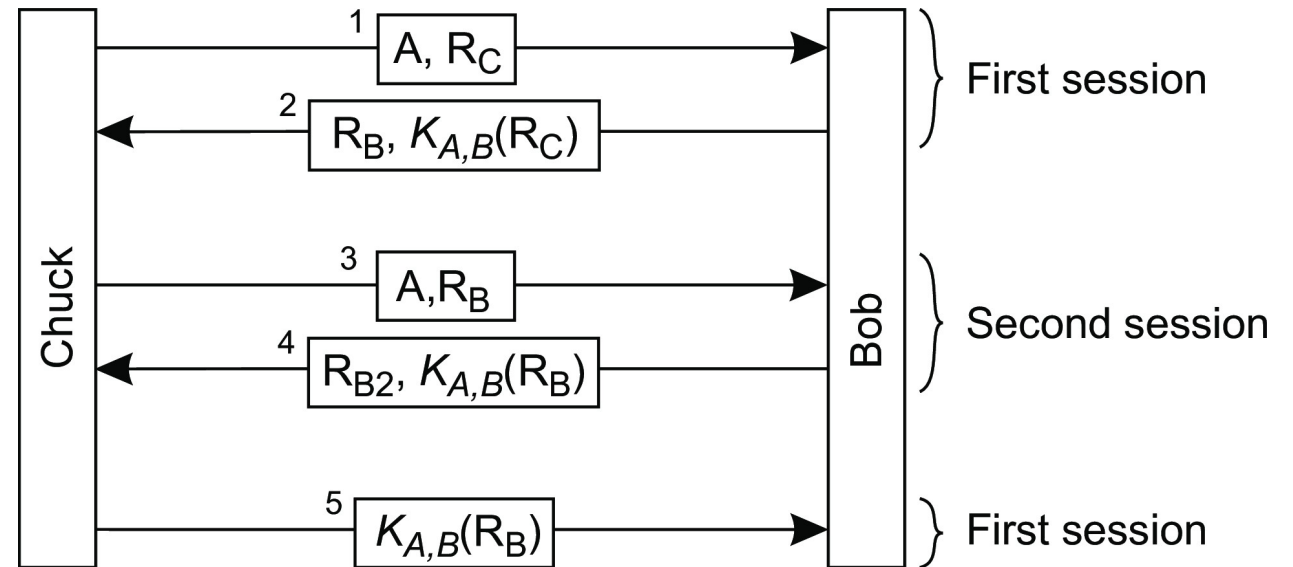 1
A, R_C
First session
2
R_B, K_A,B(R_C)
Chuck
Bob
3
A,R_B
Second session
4
R_B2, K_A,B(R_B)
5
K_A,B(R_B)
First session